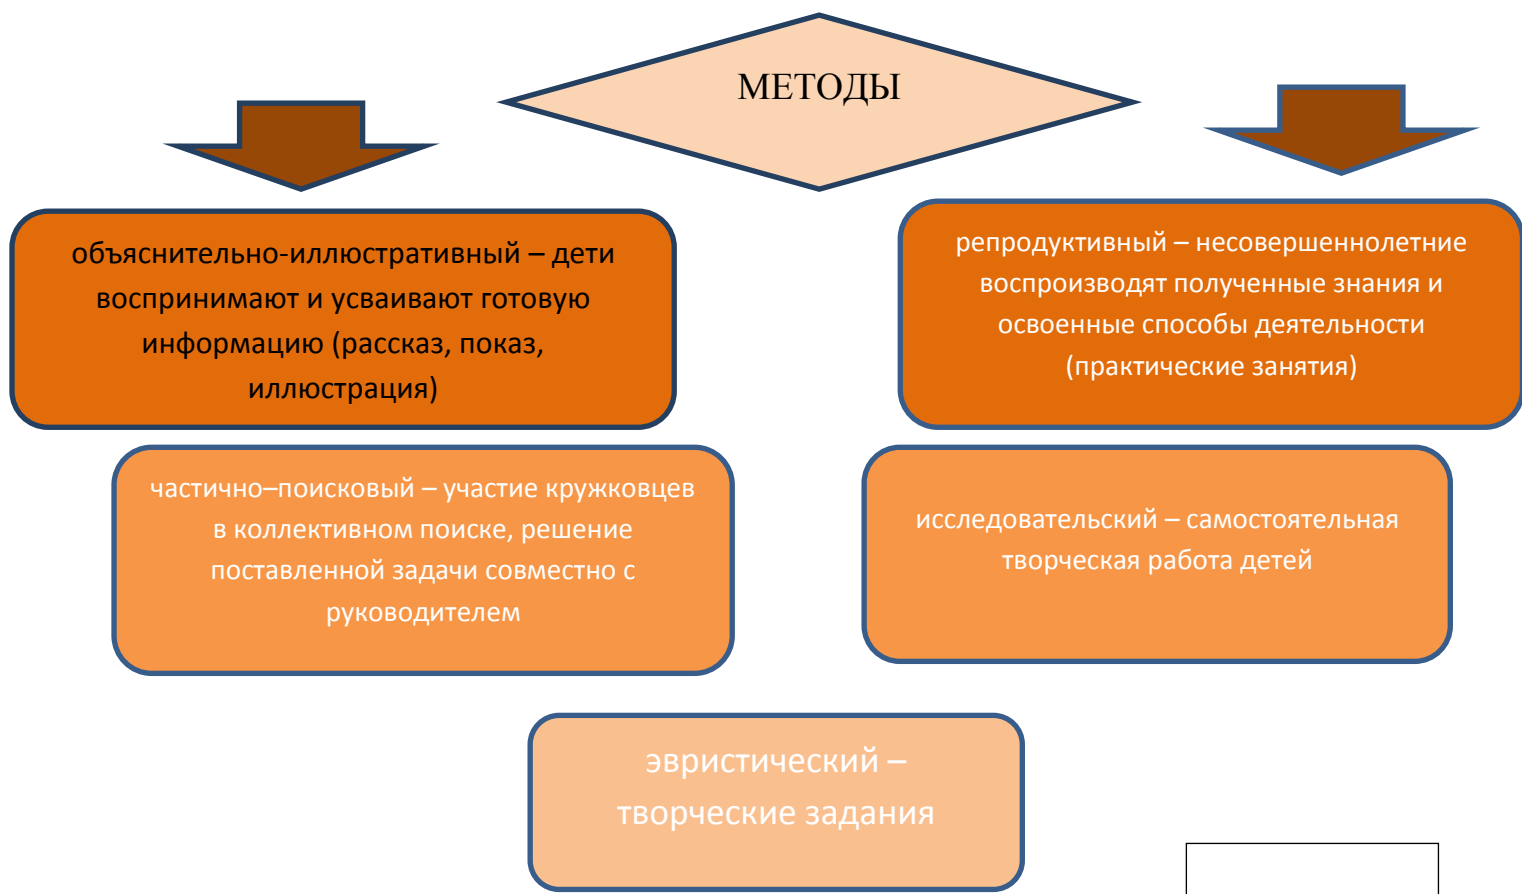 МЕТОДЫ
объяснительно-иллюстративный – дети
воспринимают и усваивают готовую
информацию (рассказ, показ,
иллюстрация)
репродуктивный – несовершеннолетние
воспроизводят полученные знания и
освоенные способы деятельности
(практические занятия)
частично–поисковый – участие кружковцев
в коллективном поиске, решение
поставленной задачи совместно с
руководителем
исследовательский – самостоятельная
творческая работа детей
эвристический –
творческие задания